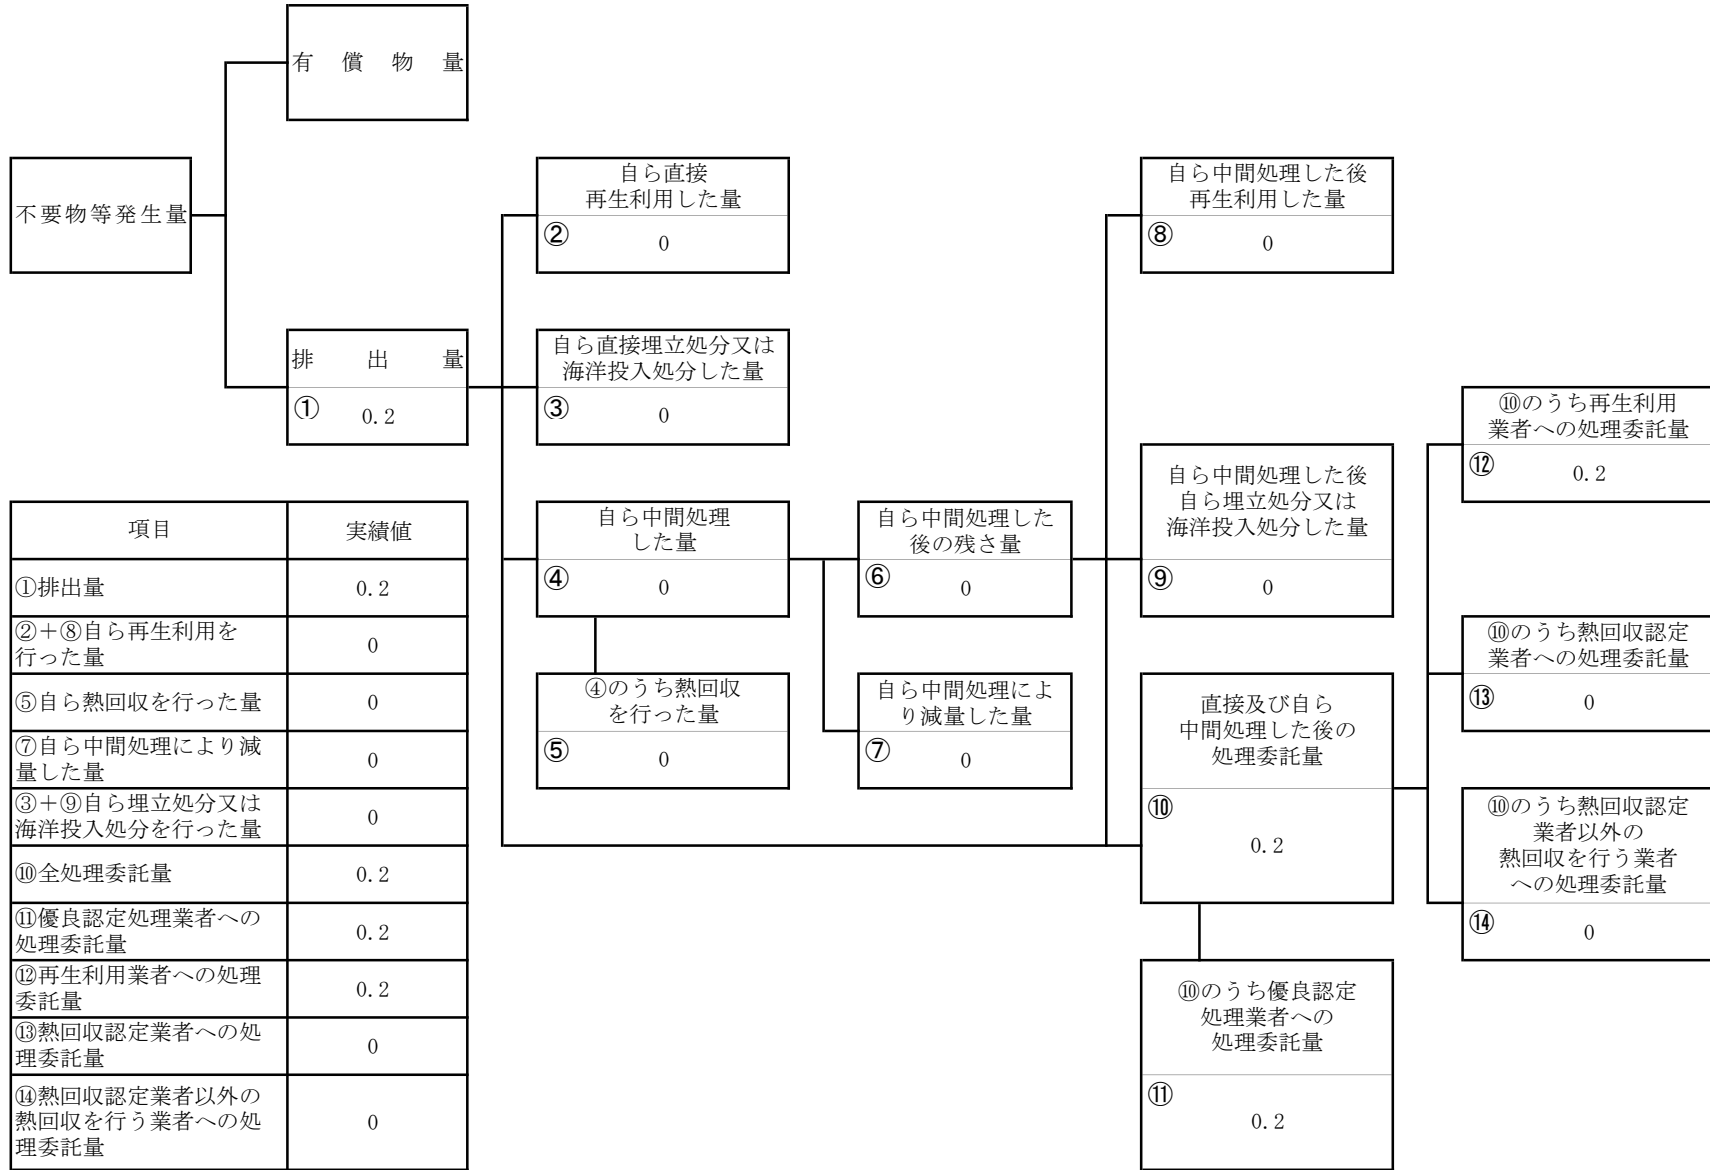 有償物量
不要物等発生量
排出量
① 0.2
自ら直接
再生利用した量
② 0
自ら直接埋立処分又は
海洋投入処分した量
③ 0
自ら中間処理
した量
④ 0
④のうち熱回収
を行った量
⑤ 0
自ら中間処理した
後の残さ量
⑥ 0
自ら中間処理によ
り減量した量
⑦ 0
自ら中間処理した後
再生利用した量
⑧ 0
自ら中間処理した後
自ら埋立処分又は
海洋投入処分した量
⑨ 0
直接及び自ら
中間処理した後の
処理委託量
⑩
0.2
⑩のうち優良認定
処理業者への
処理委託量
⑪
0.2
⑩のうち再生利用
業者への処理委託量
⑫ 0.2
⑩のうち熱回収認定
業者への処理委託量
⑬ 0
⑩のうち熱回収認定
業者以外の
熱回収を行う業者
への処理委託量
⑭ 0
項目 実績値
①排出量 0.2
②＋⑧自ら再生利用を
行った量 0
⑤自ら熱回収を行った量 0
⑦自ら中間処理により減
量した量 0
③＋⑨自ら埋立処分又は
海洋投入処分を行った量 0
⑩全処理委託量 0.2
⑪優良認定処理業者への
処理委託量 0.2
⑫再生利用業者への処理
委託量 0.2
⑬熱回収認定業者への処
理委託量 0
⑭熱回収認定業者以外の
熱回収を行う業者への処
理委託量 0